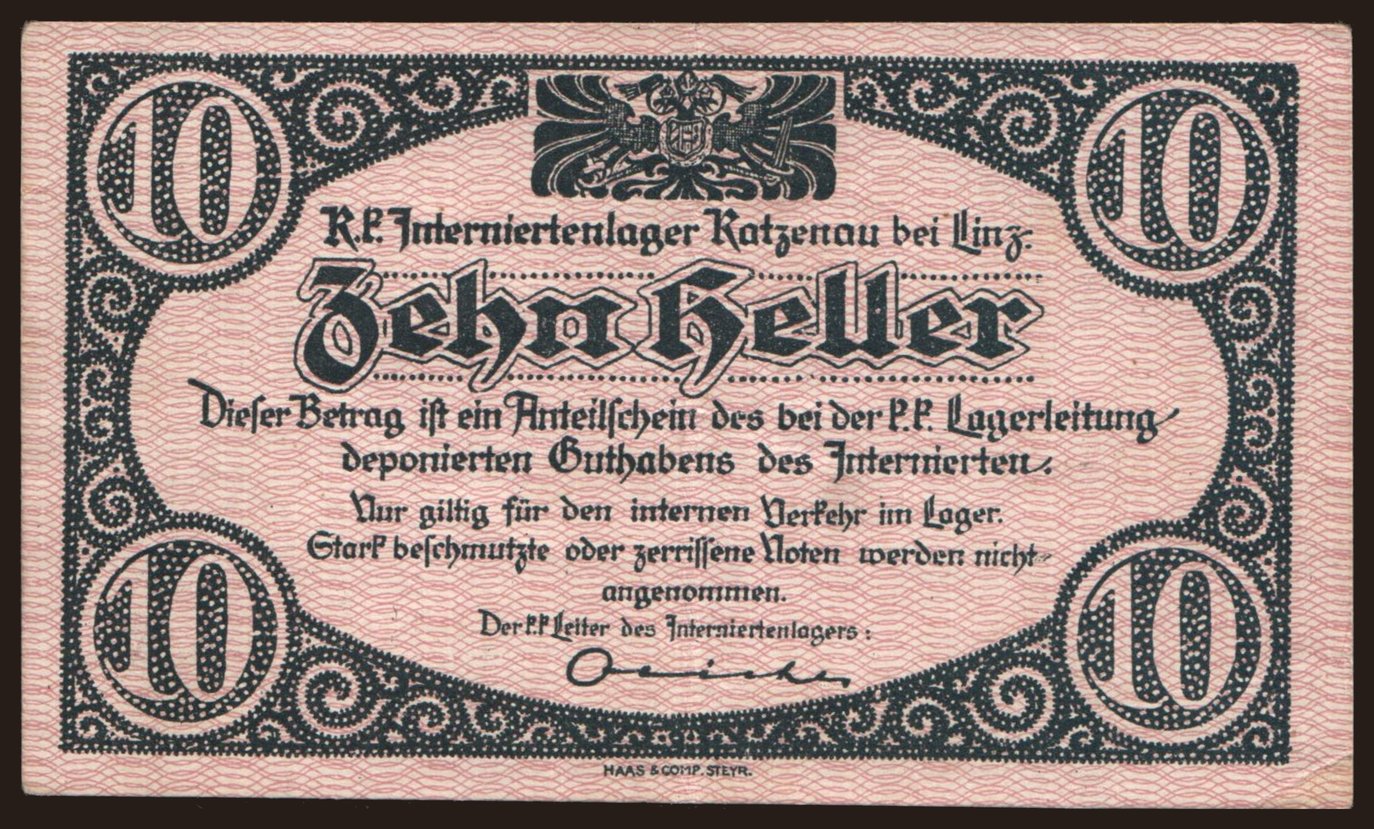 10 10
K.k. Interniertenlager Katzenau bei Linz.
Zehn Heller
Dieser Betrag ist ein Anteilschein des bei der k.k. Lagerleitung
deponierten Guthabens des Internierten.
Nur giltig für den internen Verkehr im Lager.
Stark beschmutzte oder zerrissene Noten werden nicht
angenommen.
Der k.k Leiter des Interniertenlagers:
10 10
HAAS & COMP. STEYR.